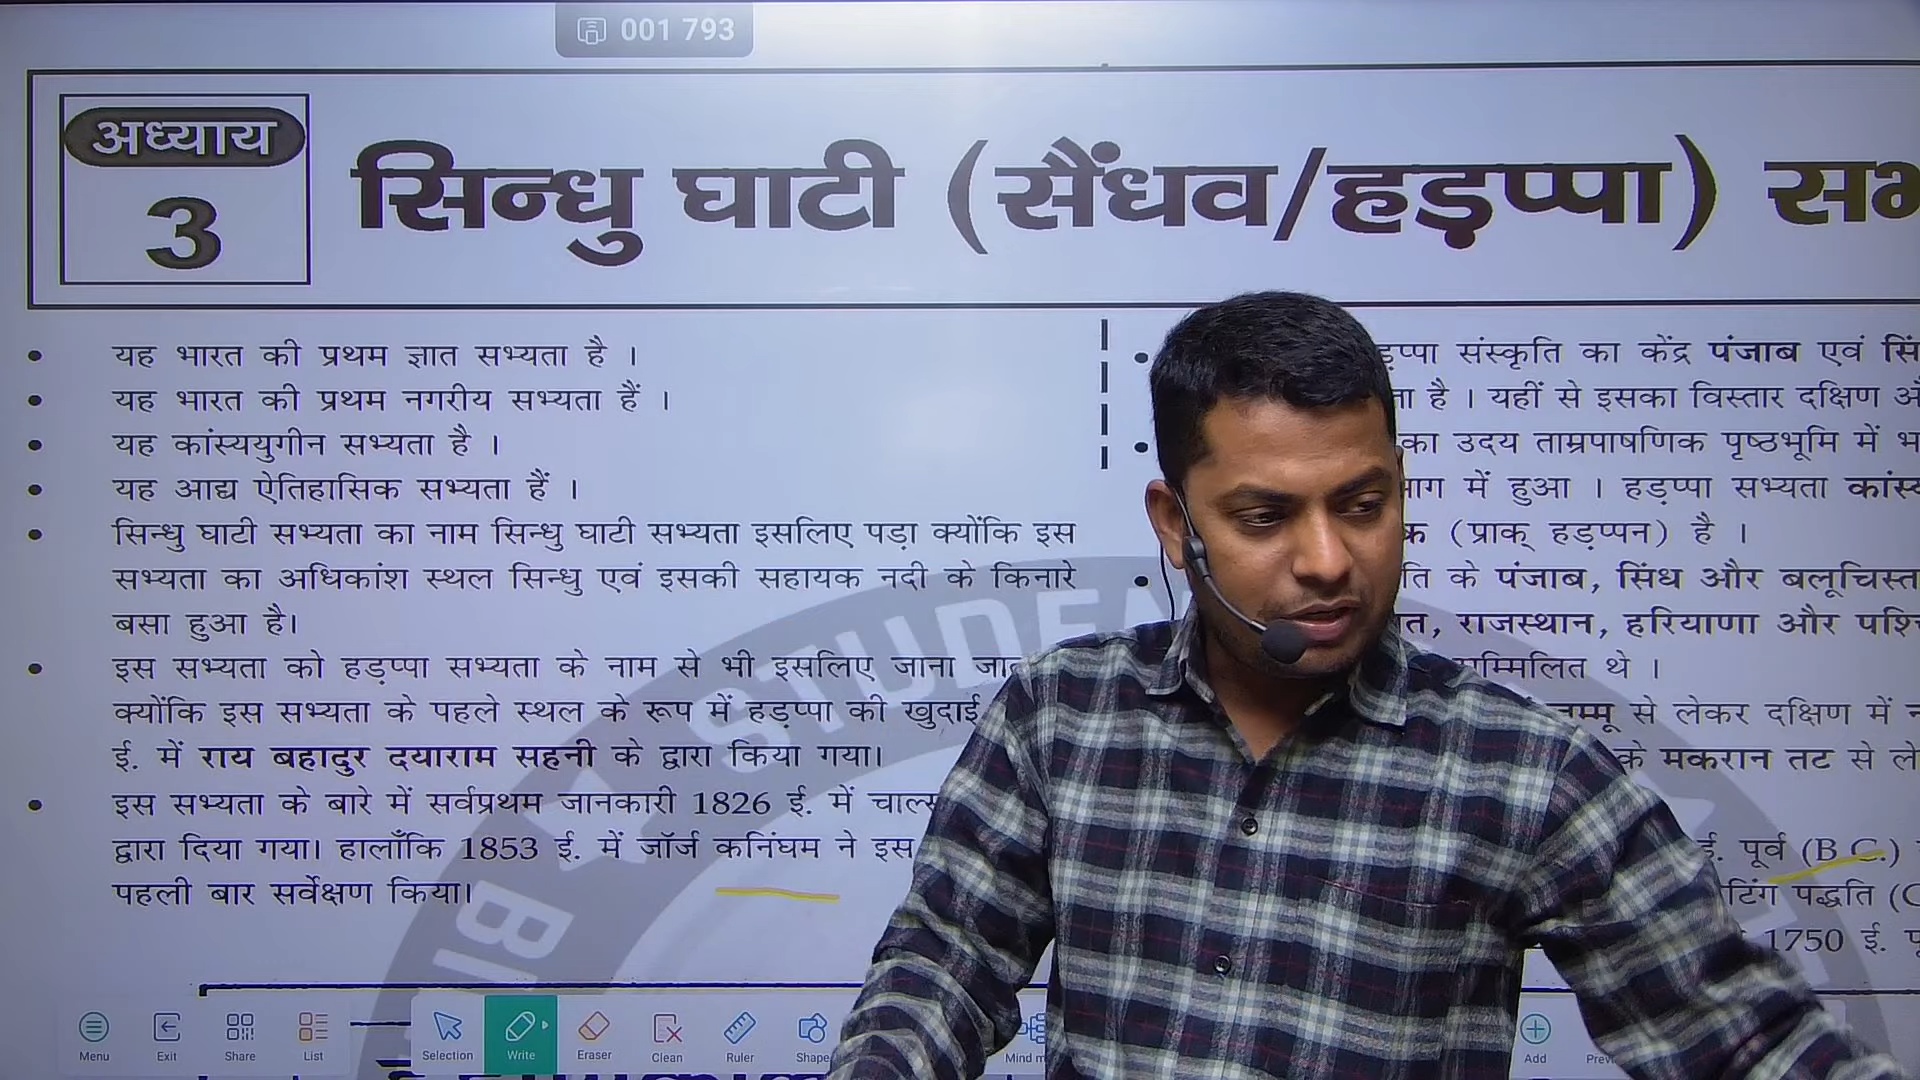 001 793
अध्याय
3
सिन्धु घाटी (सैंधव/हड़प्पा)
यह भारत की प्रथम ज्ञात सभ्यता है ।
यह भारत की प्रथम नगरीय सभ्यता हैं ।
यह कांस्ययुगीन सभ्यता है ।
यह आद्य ऐतिहासिक सभ्यता हैं ।
सिन्धु घाटी सभ्यता का नाम सिन्धु घाटी सभ्यता इसलिए पड़ा क्योंकि इस
सभ्यता का अधिकांश स्थल सिन्धु एवं इसकी सहायक नदी के किनारे
बसा हुआ है।
इस सभ्यता को हड़प्पा सभ्यता के नाम से भी इसलिए जाना
क्योंकि इस सभ्यता के पहले स्थल के रूप में हड़प्पा की खुदाई
ई. में राय बहादुर दयाराम सहनी के द्वारा किया गया।
इस सभ्यता के बारे में सर्वप्रथम जानकारी 1826 ई. में
द्वारा दिया गया। हालाँकि 1853 ई. में जॉर्ज कनिंघम ने इस
पहली बार सर्वेक्षण किया।
संस्कृति का केंद्र पंजाब एवं
है । यहीं से इसका विस्तार दक्षिण
का उदय ताम्रपाषणिक पृष्ठभूमि में
में हुआ । हड़प्पा सभ्यता
(प्राक् हड़प्पन) है ।
के पंजाब, सिंध और
राजस्थान, हरियाणा और
सम्मिलित थे ।
से लेकर दक्षिण में
के मकरान तट से
ई. पूर्व (B.C.)
पद्धति
1750 ई.
BIX STUDEN
Menu
Exit
Share
List
Selection
Write
Eraser
Clean
Ruler
Shape
Mind
Add